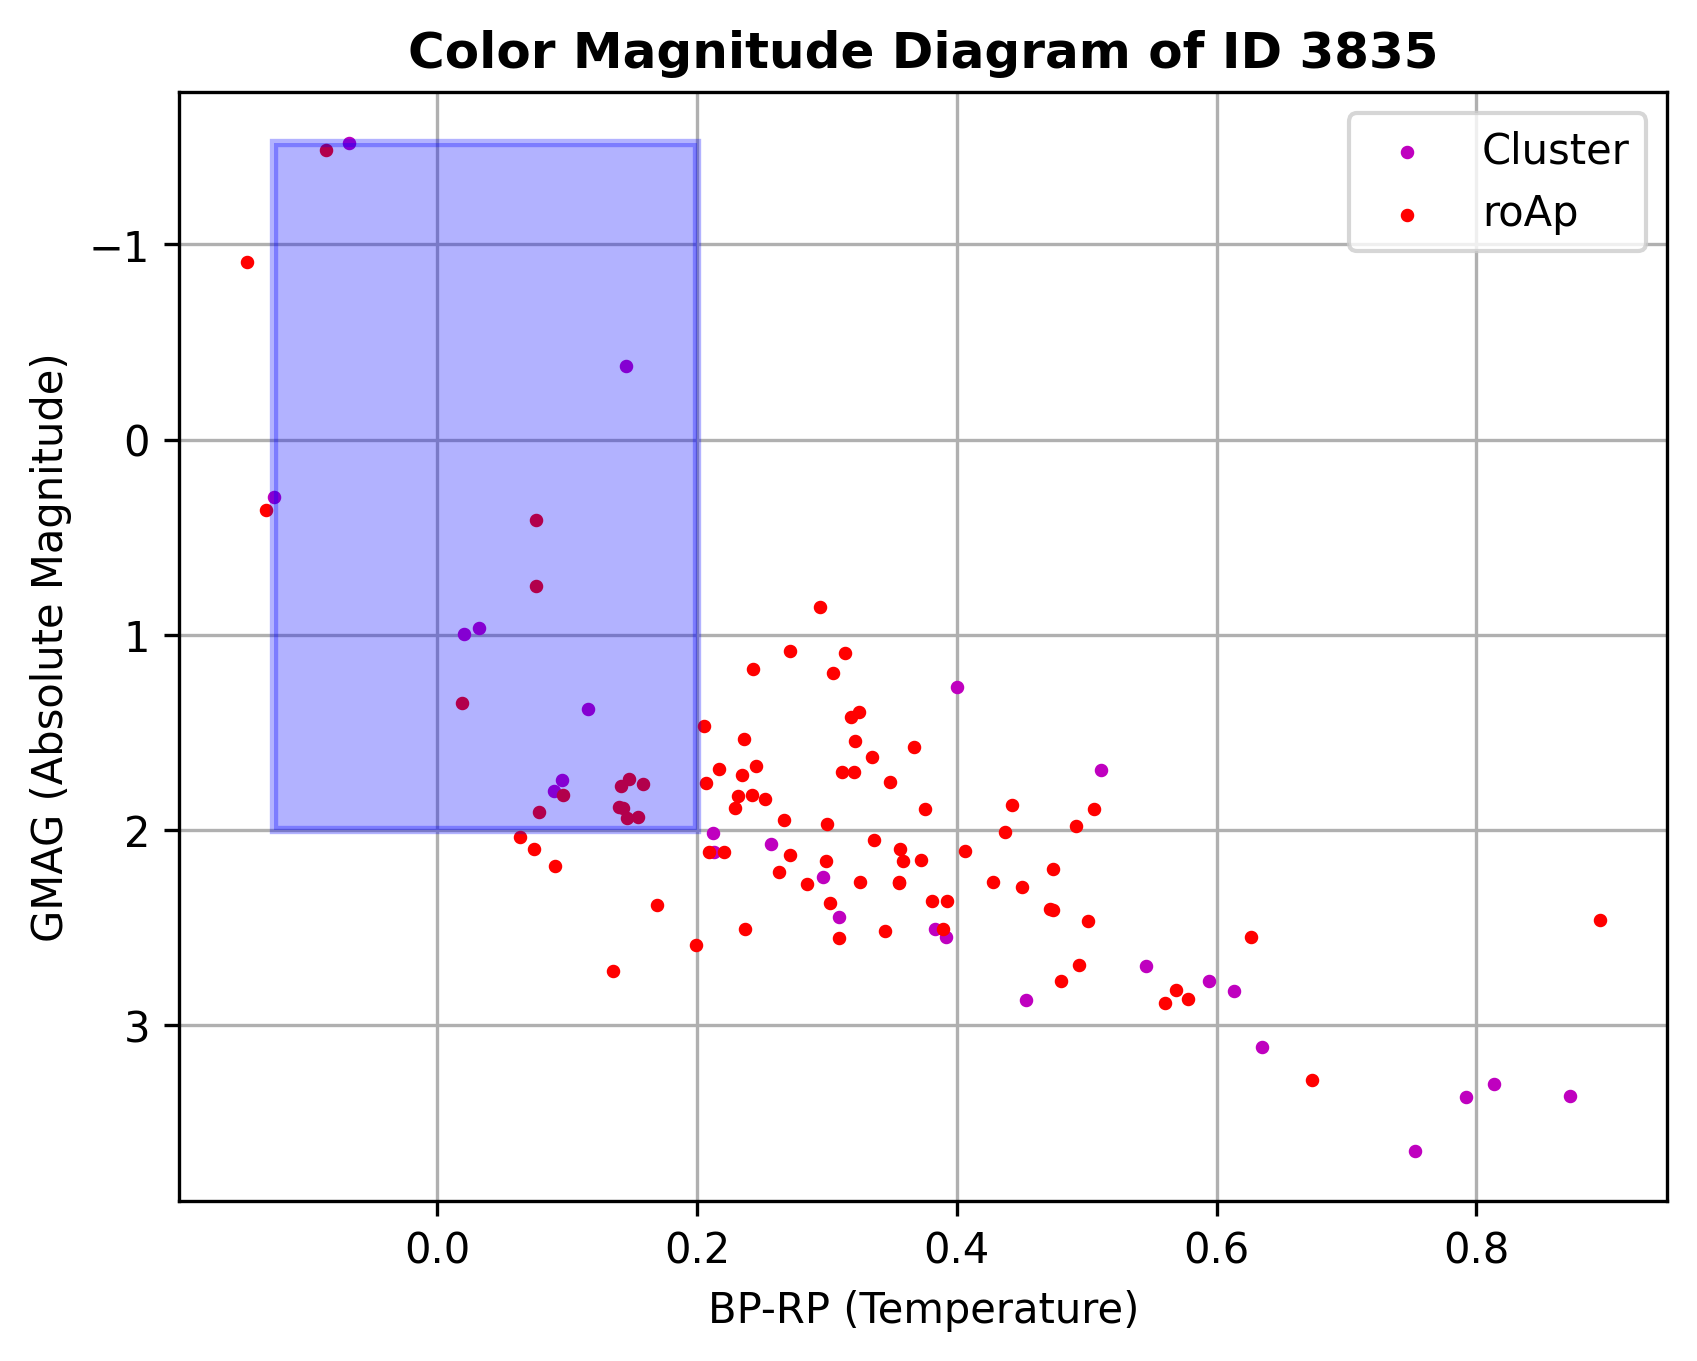 Color Magnitude Diagram of ID 3835
Cluster
roAp
GMAG (Absolute Magnitude)
−1
0
1
2
3
0.0 0.2 0.4 0.6 0.8
BP-RP (Temperature)